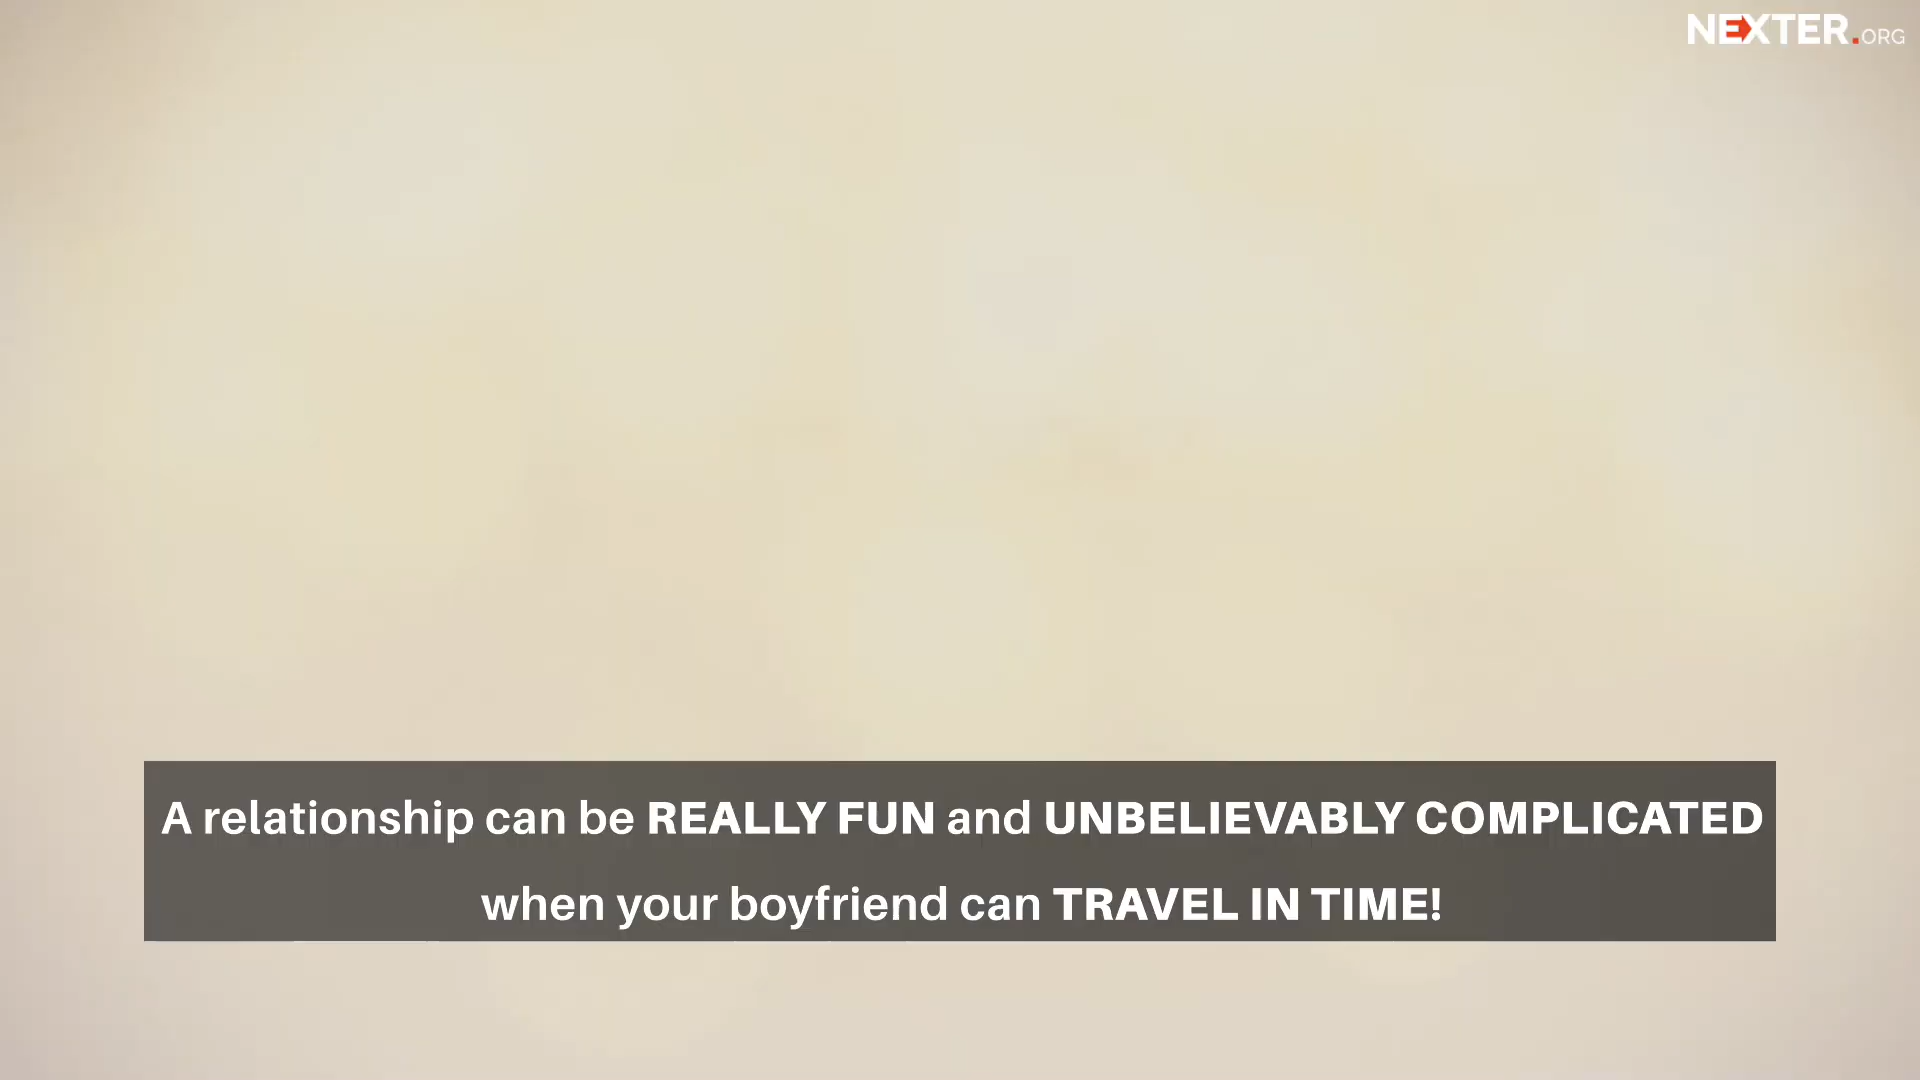 NEXTER.ORG
A relationship can be REALLY FUN and UNBELIEVABLY COMPLICATED
when your boyfriend can TRAVEL IN TIME!